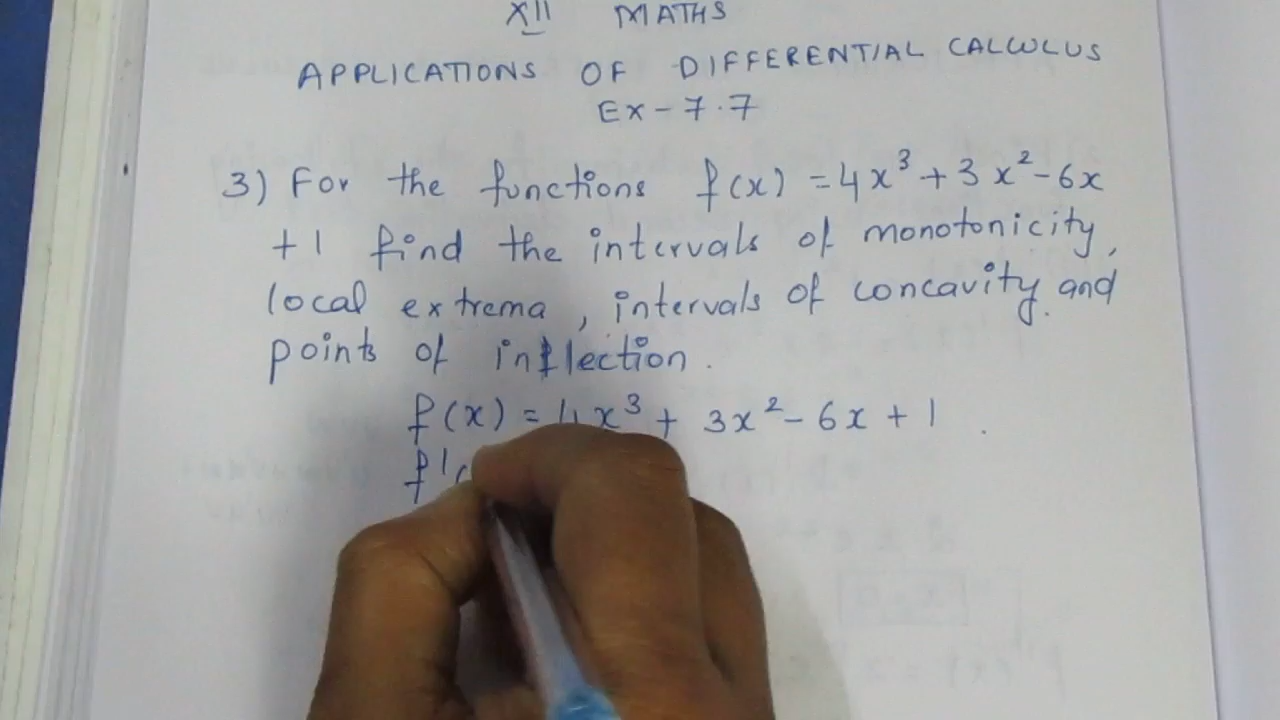 XII MATHS
APPLICATIONS OF DIFFERENTIAL CALCULUS
EX-7.7
3) For the functions f(x) = 4x³ + 3x² - 6x
+1 find the intervals of monotonicity,
local extrema, intervals of concavity and
points of inflection.
f(x) = 4x³ + 3x² - 6x + 1
f'(